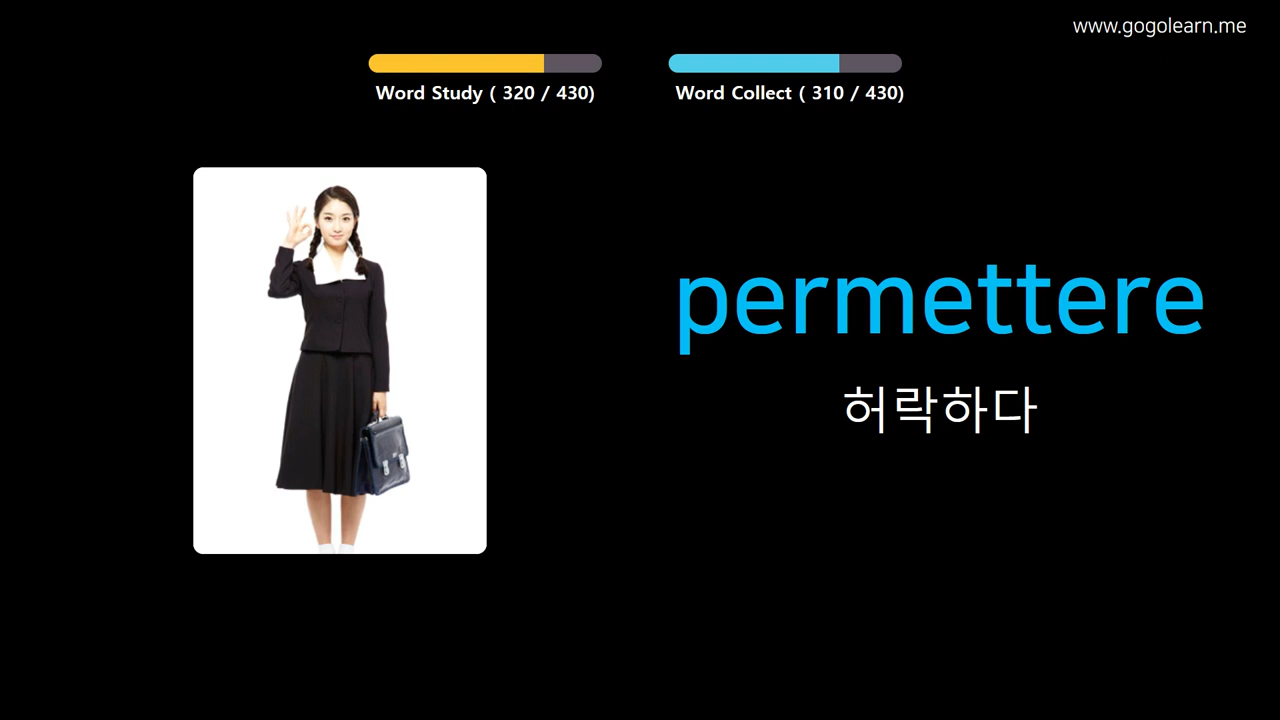 www.gogolearn.me
Word Study ( 320 / 430)
Word Collect ( 310 / 430)
permettere
허락하다